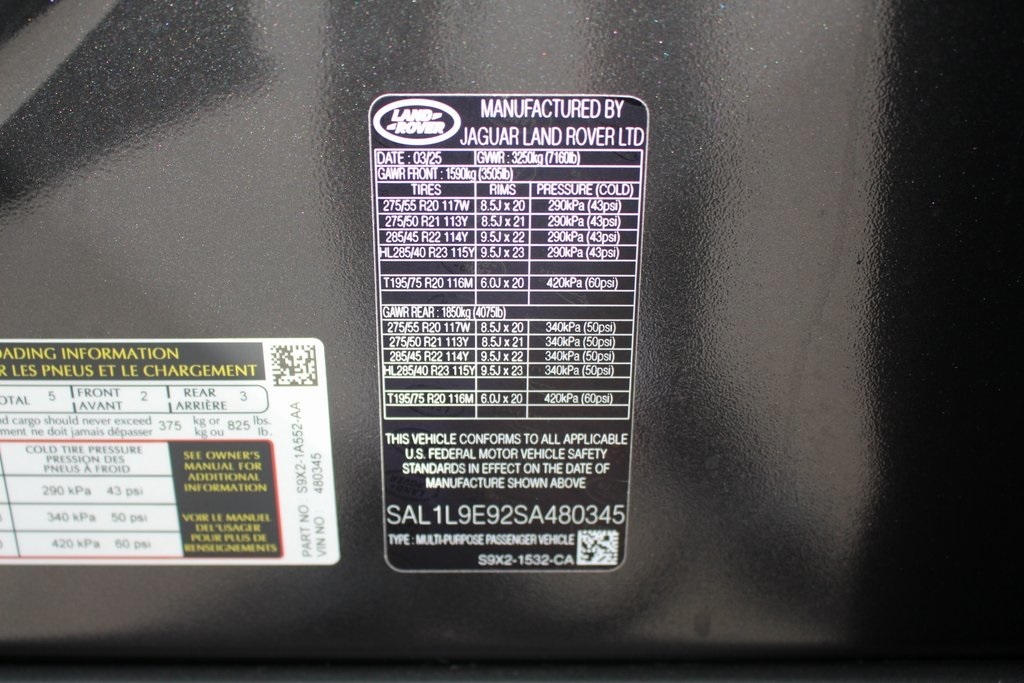 LAND
ROVER
MANUFACTURED BY
JAGUAR LAND ROVER LTD
DATE : 03/25 GVWR : 3250kg (7160lb)
GAWR FRONT : 1590kg (3505lb)
TIRES RIMS PRESSURE (COLD)
275/55 R20 117W 8.5J x 20 290kPa (43psi)
275/50 R21 113Y 8.5J x 21 290kPa (43psi)
285/45 R22 114Y 9.5J x 22 290kPa (43psi)
HL285/40 R23 115Y 9.5J x 23 290kPa (43psi)
T195/75 R20 116M 6.0J x 20 420kPa (60psi)
GAWR REAR : 1850kg (4075lb)
275/55 R20 117W 8.5J x 20 340kPa (50psi)
275/50 R21 113Y 8.5J x 21 340kPa (50psi)
285/45 R22 114Y 9.5J x 22 340kPa (50psi)
HL285/40 R23 115Y 9.5J x 23 340kPa (50psi)
T195/75 R20 116M 6.0J x 20 420kPa (60psi)
THIS VEHICLE CONFORMS TO ALL APPLICABLE
U.S. FEDERAL MOTOR VEHICLE SAFETY
STANDARDS IN EFFECT ON THE DATE OF
MANUFACTURE SHOWN ABOVE
SAL1L9E92SA480345
TYPE : MULTI-PURPOSE PASSENGER VEHICLE
S9X2-1532-CA
ADING INFORMATION
R LES PNEUS ET LE CHARGEMENT
OTAL 5 FRONT 2 REAR 3
AVANT ARRIÈRE
d cargo should never exceed 375 kg or 825 lbs.
ment ne doit jamais dépasser kg ou lb.
COLD TIRE PRESSURE
PRESSION DES
PNEUS À FROID
290 kPa 43 psi
340 kPa 50 psi
420 kPa 60 psi
SEE OWNER'S
MANUAL FOR
ADDITIONAL
INFORMATION
VOIR LE MANUEL
DE L'USAGER
POUR PLUS DE
RENSEIGNEMENTS
PART NO : S9X2-1A552-AA
VIN NO : 480345